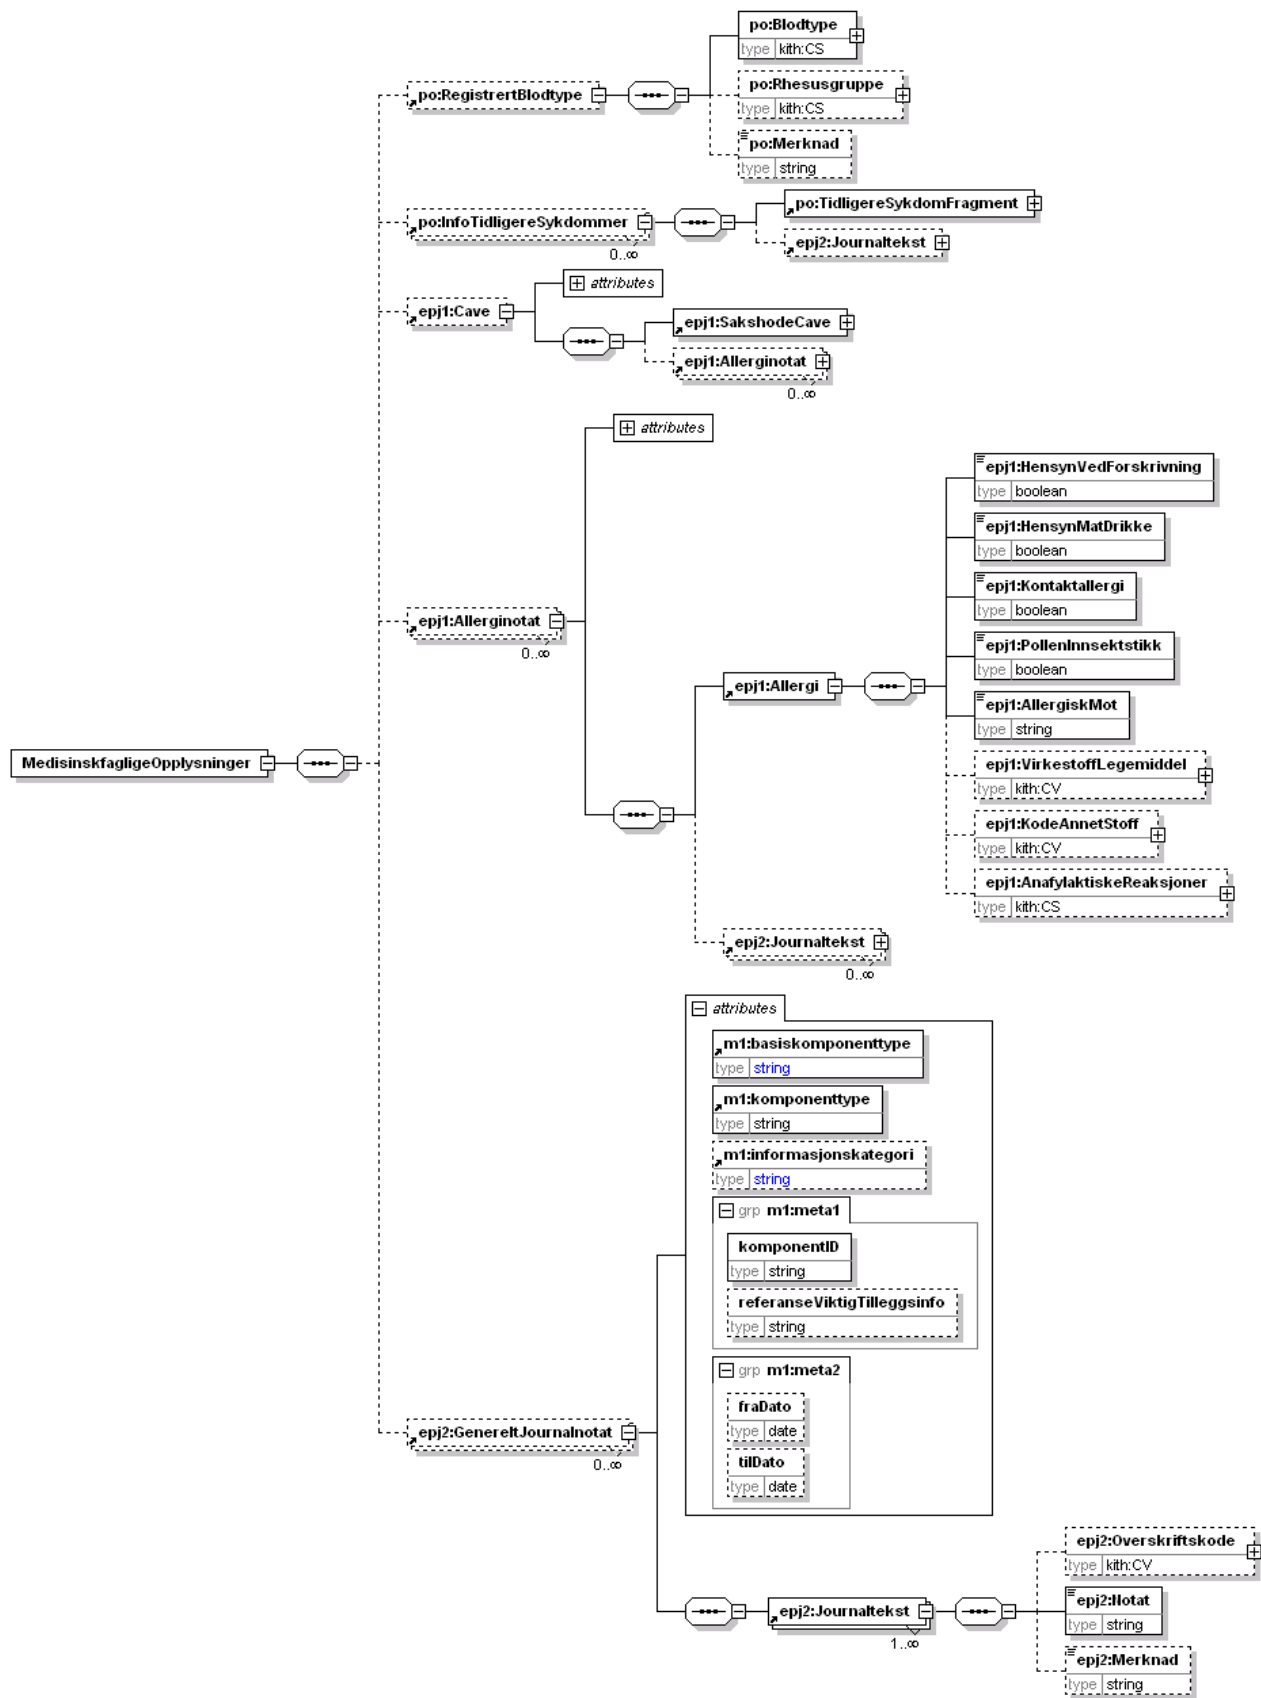 po:Blodtype
type kith:CS
po:RegistrertBlodtype
po:Rhesusgruppe
type kith:CS
po:Merknad
type string
po:InfoTidligereSykdommer
0..∞
po:TidligereSykdomFragment
epj2:Journaltekst
epj1:Cave
attributes
epj1:SakshodeCave
epj1:Allerginotat
0..∞
attributes
epj1:HensynVedForskrivning
type boolean
epj1:HensynMatDrikke
type boolean
epj1:Kontaktallergi
type boolean
epj1:Allerginotat
0..∞
epj1:PollenInnsektstikk
type boolean
epj1:Allergi
epj1:AllergiskMot
type string
MedisinskfagligeOpplysninger
epj1:VirkestoffLegemiddel
type kith:CV
epj1:KodeAnnetStoff
type kith:CV
epj1:AnafylaktiskeReaksjoner
type kith:CS
epj2:Journaltekst
0..∞
attributes
m1:basiskomponenttype
type string
m1:komponenttype
type string
m1:informasjonskategori
type string
grp m1:meta1
komponentID
type string
referanseViktigTilleggsinfo
type string
grp m1:meta2
fraDato
type date
tilDato
type date
epj2:GenereltJournalnotat
0..∞
epj2:Overskriftskode
type kith:CV
epj2:Journaltekst
1..∞
epj2:Notat
type string
epj2:Merknad
type string